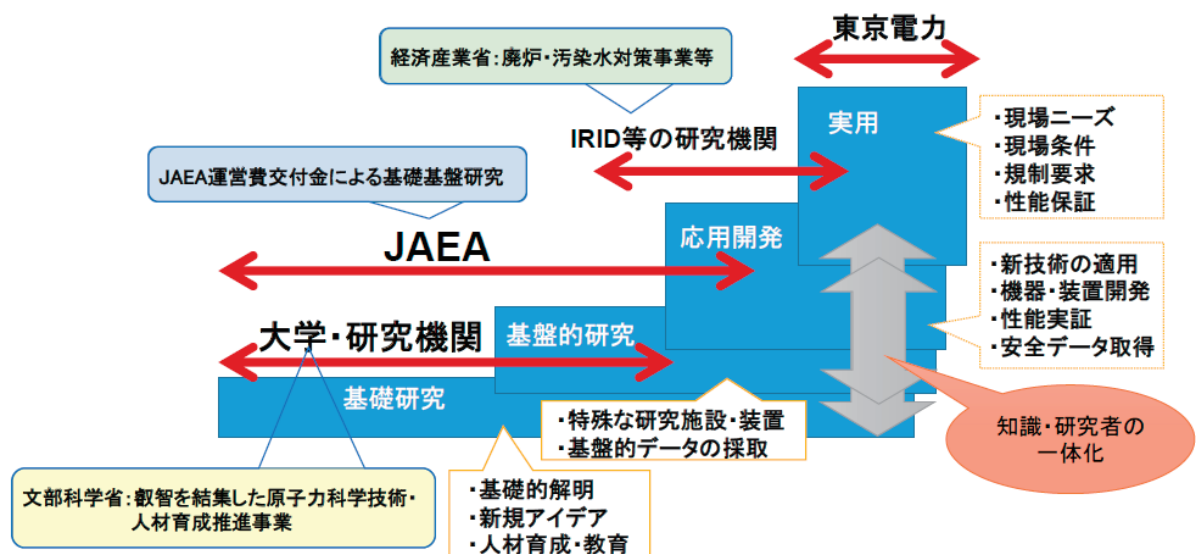 東京電力
経済産業省：廃炉・汚染水対策事業等
実用
・現場ニーズ
・現場条件
・規制要求
・性能保証
IRID等の研究機関
JAEA運営費交付金による基礎基盤研究
応用開発
JAEA
・新技術の適用
・機器・装置開発
・性能実証
・安全データ取得
大学・研究機関
基盤的研究
基礎研究
・特殊な研究施設・装置
・基盤的データの採取
知識・研究者の
一体化
文部科学省：叡智を結集した原子力科学技術・
人材育成推進事業
・基礎的解明
・新規アイデア
・人材育成・教育